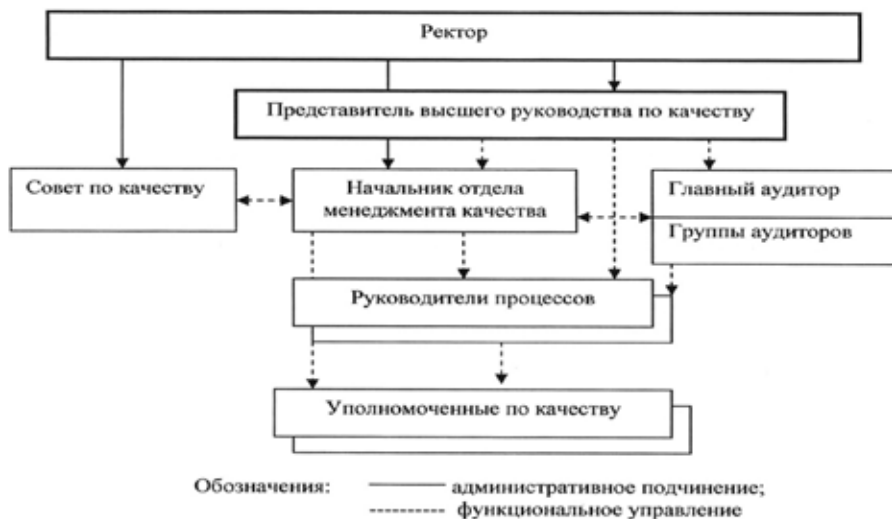 Ректор
Представитель высшего руководства по качеству
Совет по качеству
Начальник отдела
менеджмента качества
Главный аудитор
Группы аудиторов
Руководители процессов
Уполномоченные по качеству
Обозначения:
административное подчинение;
функциональное управление